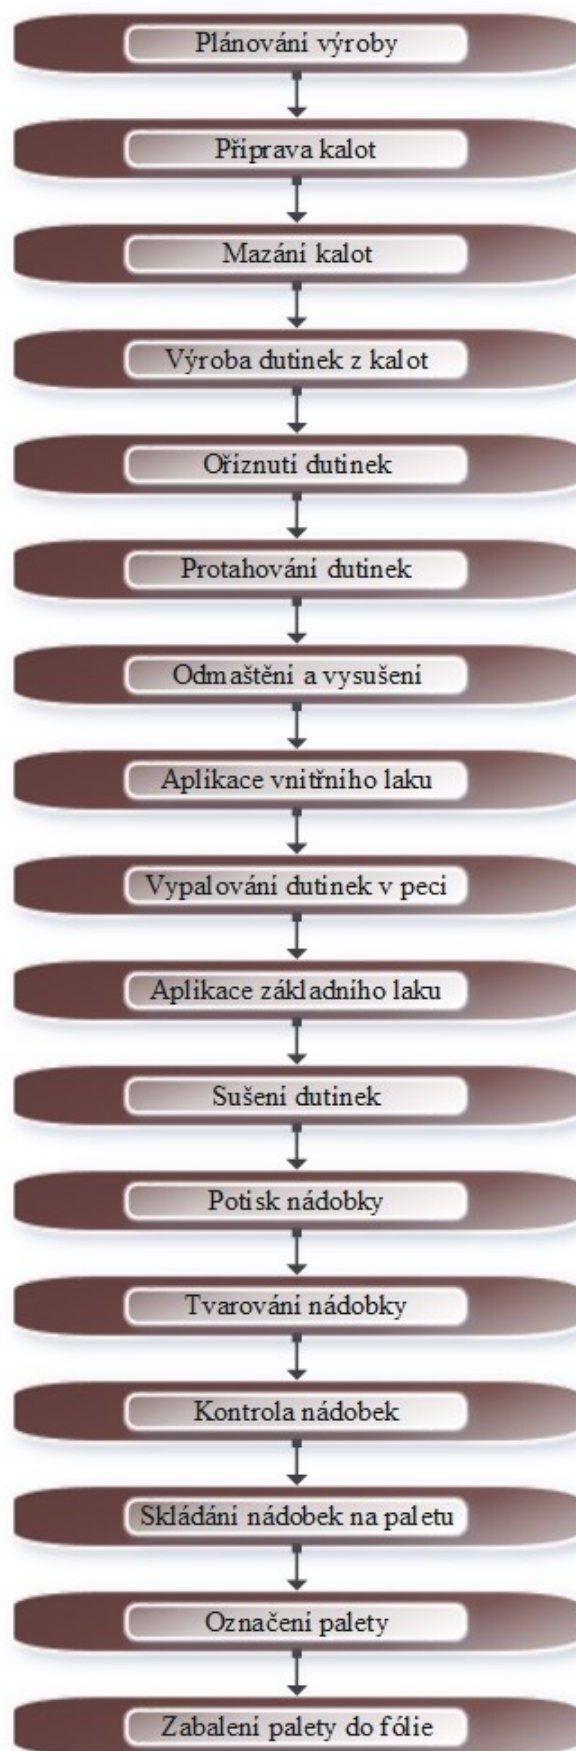 Plánování výroby
Příprava kalot
Mazání kalot
Výroba dutinek z kalot
Oříznutí dutinek
Protahování dutinek
Odmaštění a vysušení
Aplikace vnitřního laku
Vypalování dutinek v peci
Aplikace základního laku
Sušení dutinek
Potisk nádobky
Tvarování nádobky
Kontrola nádobek
Skládání nádobek na paletu
Označení palety
Zabalení palety do fólie